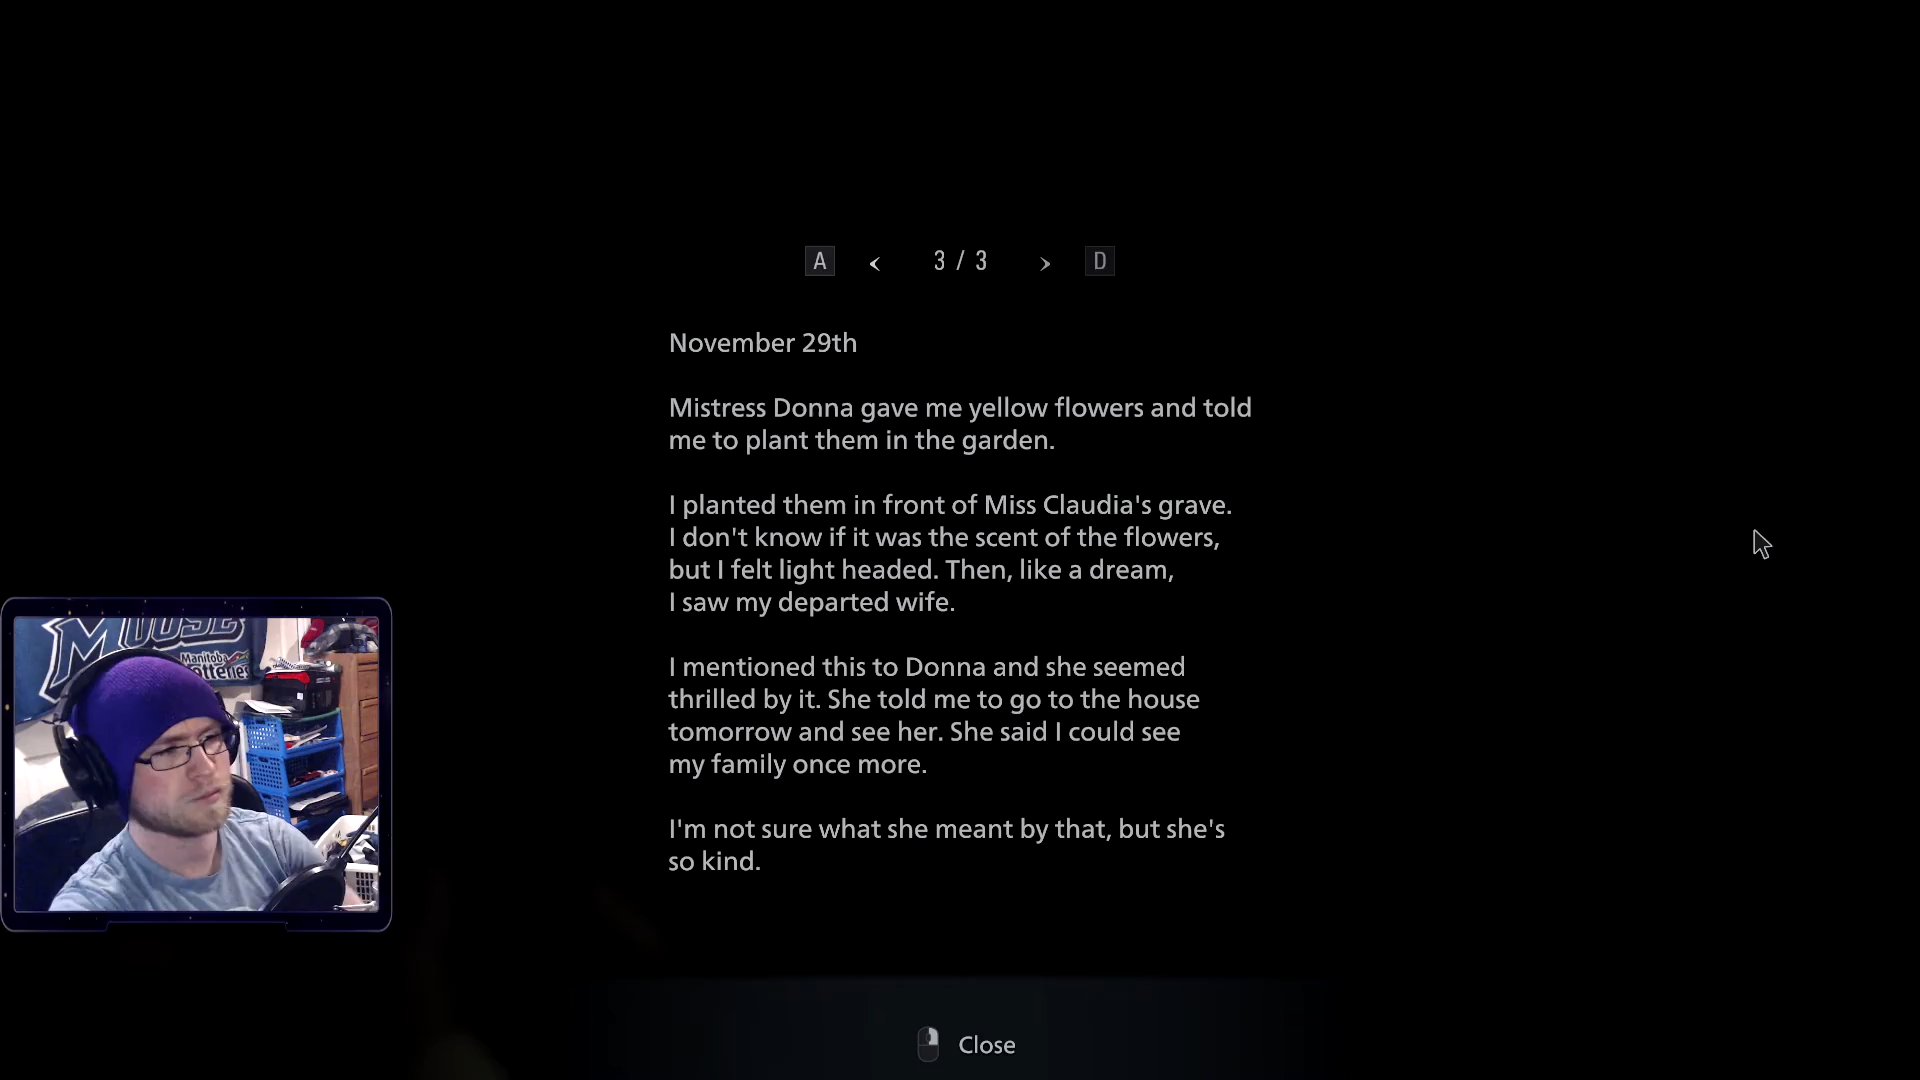 A < 3 / 3 > D
November 29th
Mistress Donna gave me yellow flowers and told
me to plant them in the garden.
I planted them in front of Miss Claudia's grave.
I don't know if it was the scent of the flowers,
but I felt light headed. Then, like a dream,
I saw my departed wife.
I mentioned this to Donna and she seemed
thrilled by it. She told me to go to the house
tomorrow and see her. She said I could see
my family once more.
I'm not sure what she meant by that, but she's
so kind.
MOOSE
Manitoba
Close